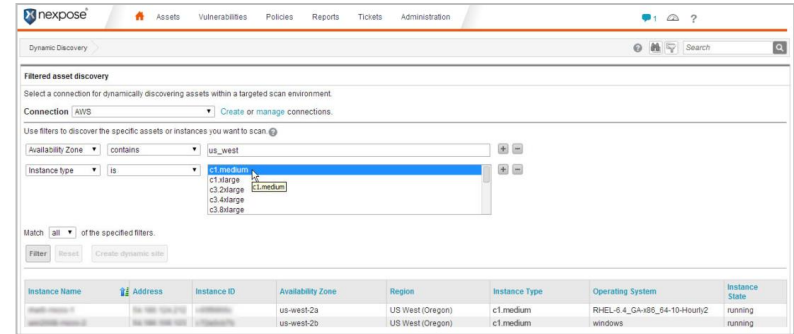 nexpose
Assets Vulnerabilities Policies Reports Tickets Administration 1 ?
Dynamic Discovery Search
Filtered asset discovery
Select a connection for dynamically discovering assets within a targeted scan environment.
Connection AWS Create or manage connections.
Use filters to discover the specific assets or instances you want to scan.
Availability Zone contains us_west
Instance type is c1.medium
c1.xlarge
c3.2xlarge c1.medium
c3.4xlarge
c3.8xlarge
Match all of the specified filters.
Filter Reset Create dynamic site
Instance Name Address Instance ID Availability Zone Region Instance Type Operating System Instance State
us-west-2a US West (Oregon) c1.medium RHEL-6.4_GA-x86_64-10-Hourly2 running
us-west-2b US West (Oregon) c1.medium windows running